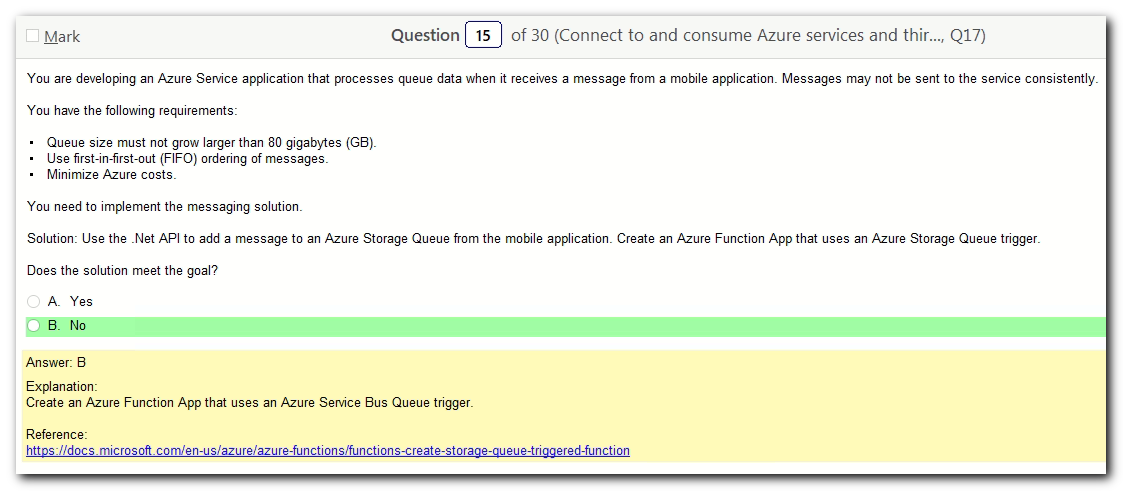 Mark
Question 15 of 30 (Connect to and consume Azure services and thir..., Q17)
You are developing an Azure Service application that processes queue data when it receives a message from a mobile application. Messages may not be sent to the service consistently.
You have the following requirements:
▪ Queue size must not grow larger than 80 gigabytes (GB).
▪ Use first-in-first-out (FIFO) ordering of messages.
▪ Minimize Azure costs.
You need to implement the messaging solution.
Solution: Use the .Net API to add a message to an Azure Storage Queue from the mobile application. Create an Azure Function App that uses an Azure Storage Queue trigger.
Does the solution meet the goal?
A. Yes
B. No
Answer: B
Explanation:
Create an Azure Function App that uses an Azure Service Bus Queue trigger.
Reference:
https://docs.microsoft.com/en-us/azure/azure-functions/functions-create-storage-queue-triggered-function